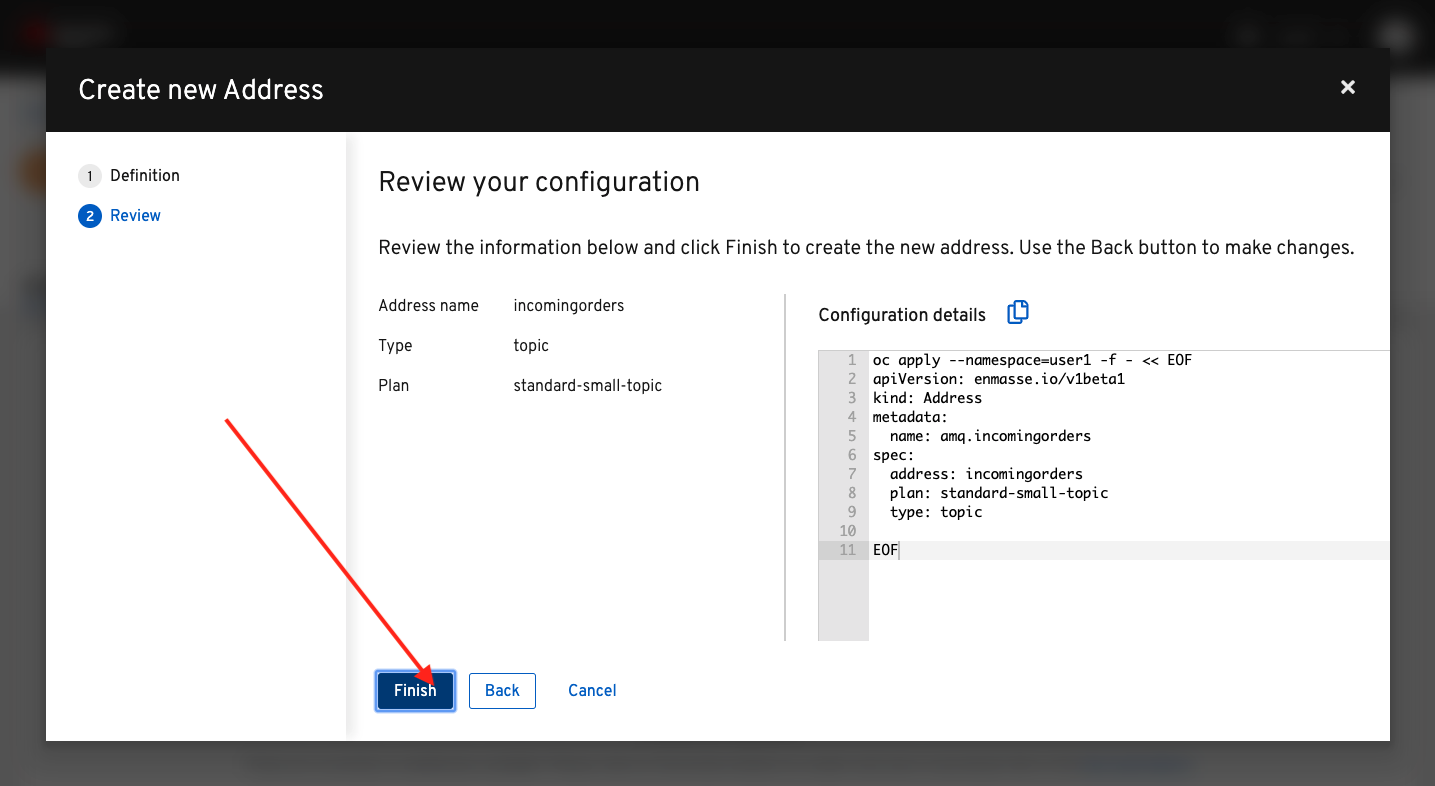 Create new Address
1 Definition
2 Review
Review your configuration
Review the information below and click Finish to create the new address. Use the Back button to make changes.
Address name incomingorders
Type topic
Plan standard-small-topic
Configuration details
1 oc apply --namespace=user1 -f - << EOF
2 apiVersion: enmasse.io/v1beta1
3 kind: Address
4 metadata:
5   name: amq.incomingorders
6 spec:
7   address: incomingorders
8   plan: standard-small-topic
9   type: topic
10
11 EOF
Finish Back Cancel